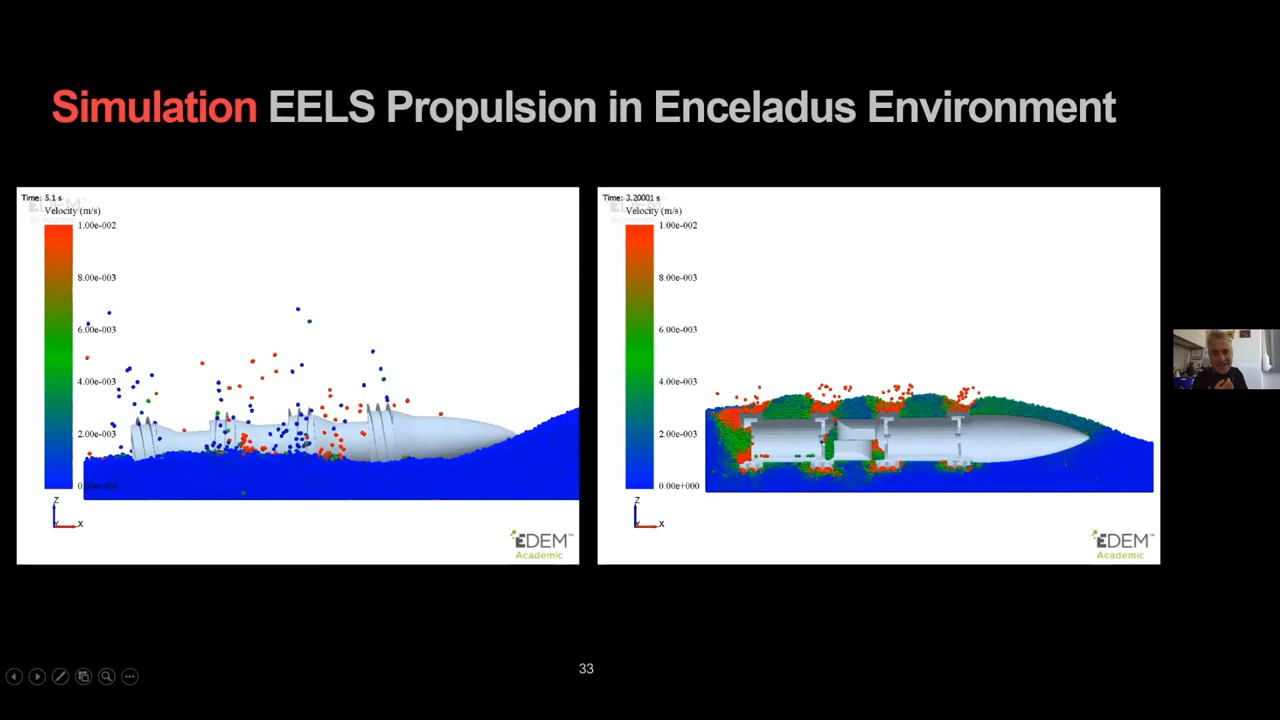 Simulation EELS Propulsion in Enceladus Environment
Time: 5.1 s
EDEM
Velocity (m/s)
1.00e-002
8.00e-003
6.00e-003
4.00e-003
2.00e-003
Z
X
EDEM™
Academic
Time: 3.20001 s
EDEM
Velocity (m/s)
1.00e-002
8.00e-003
6.00e-003
4.00e-003
2.00e-003
0.00e+000
Z
X
EDEM™
Academic
33